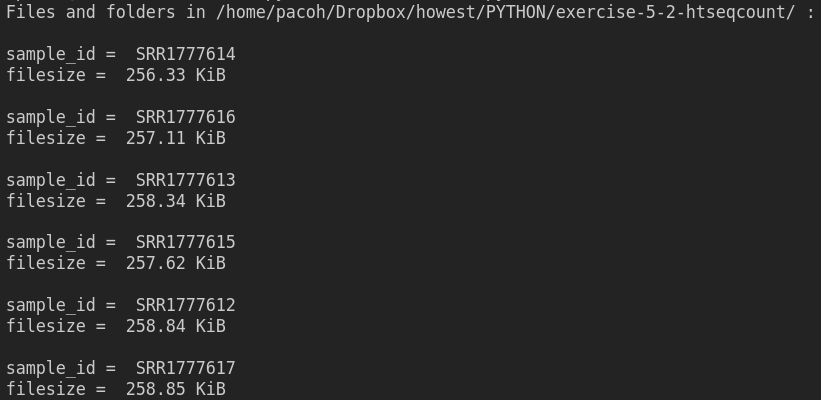 Files and folders in /home/pacoh/Dropbox/howest/PYTHON/exercise-5-2-htseqcount/ :
sample_id =  SRR1777614
filesize =  256.33 KiB
sample_id =  SRR1777616
filesize =  257.11 KiB
sample_id =  SRR1777613
filesize =  258.34 KiB
sample_id =  SRR1777615
filesize =  257.62 KiB
sample_id =  SRR1777612
filesize =  258.84 KiB
sample_id =  SRR1777617
filesize =  258.85 KiB